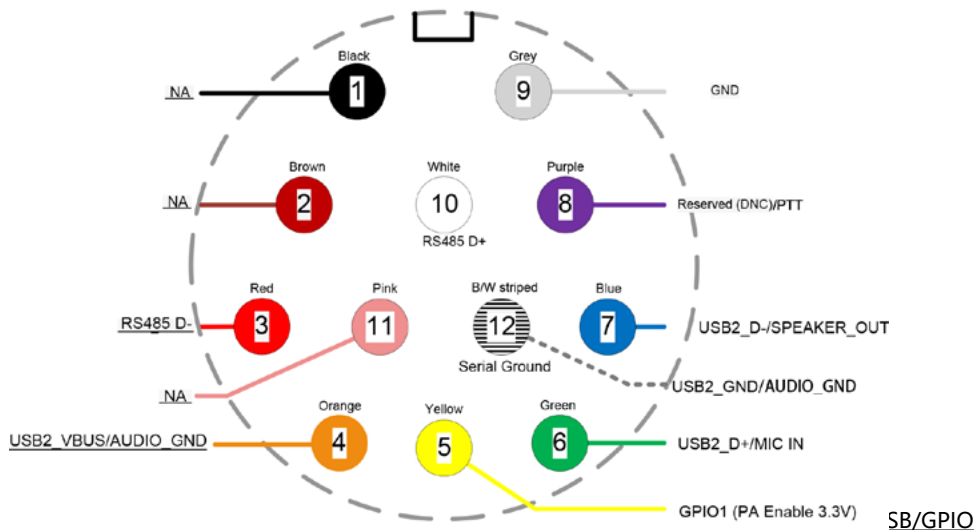 Black
Grey
1
9
NA
GND
Brown
White
Purple
2
10
8
NA
Reserved (DNC)/PTT
RS485 D+
Red
Pink
B/W striped
Blue
3
11
12
7
RS485 D-
USB2_D-/SPEAKER_OUT
Serial Ground
NA
USB2_GND/AUDIO_GND
Orange
Yellow
Green
4
5
6
USB2_VBUS/AUDIO_GND
USB2_D+/MIC IN
GPIO1 (PA Enable 3.3V)
SB/GPIO